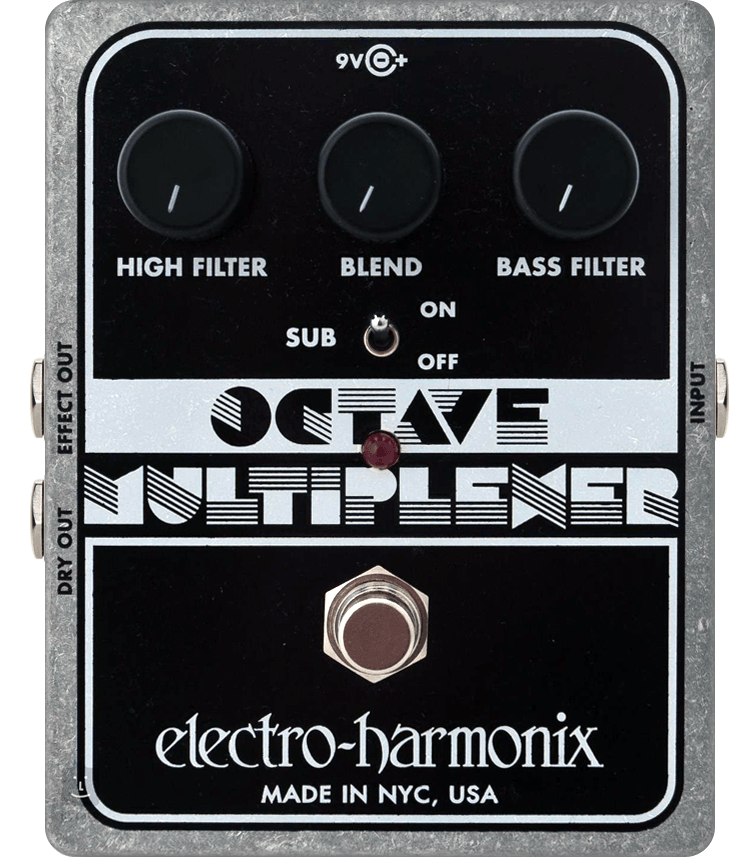 9V +
HIGH FILTER
BLEND
BASS FILTER
SUB
ON
OFF
EFFECT OUT
INPUT
OCTAVE
MULTIPLEXER
DRY OUT
electro-harmonix
MADE IN NYC, USA